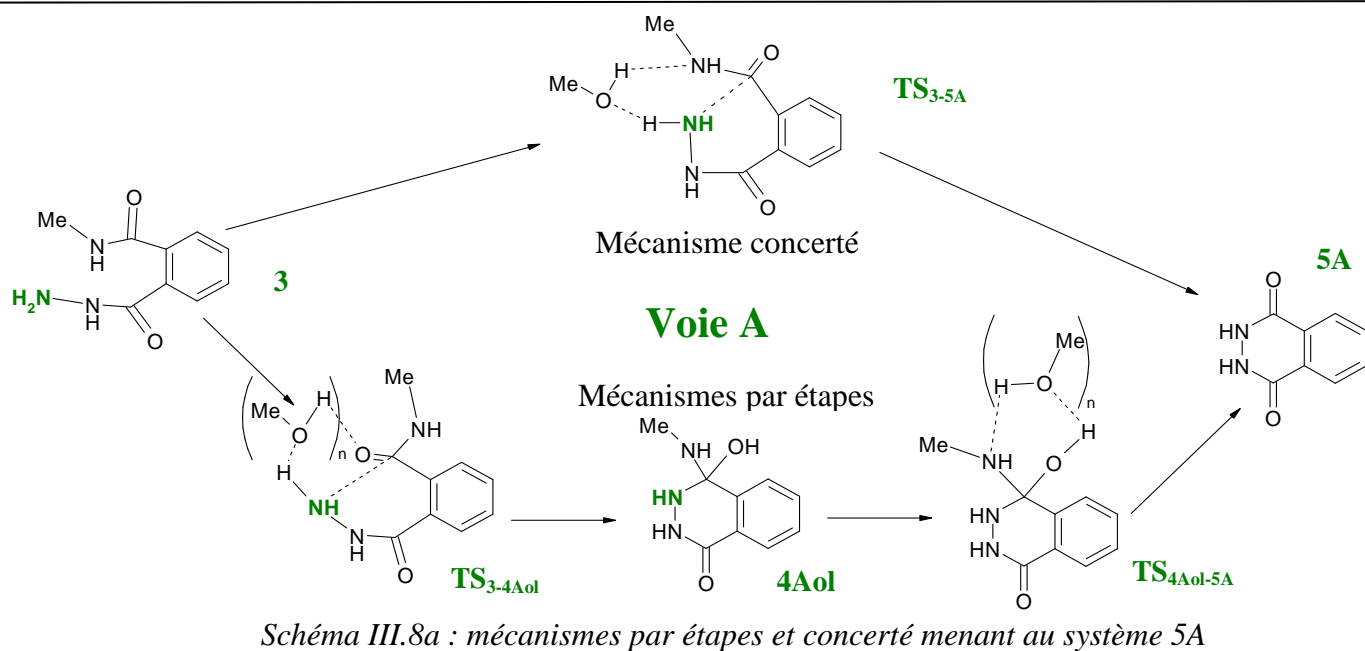 Me
O
H
NH
Me
O
H
NH
N
H
O
TS3-5A
Mécanisme concerté
O
Me
N
H
H2N
NH
O
3
Voie A
Mécanismes par étapes
5A
O
HN
HN
O
Me
O
H
n
H
Me
NH
O
NH
N
H
O
TS3-4Aol
Me
NH
OH
HN
NH
O
4Aol
Me
H
O
n
H
Me
NH
O
HN
HN
O
TS4Aol-5A
Schéma III.8a : mécanismes par étapes et concerté menant au système 5A